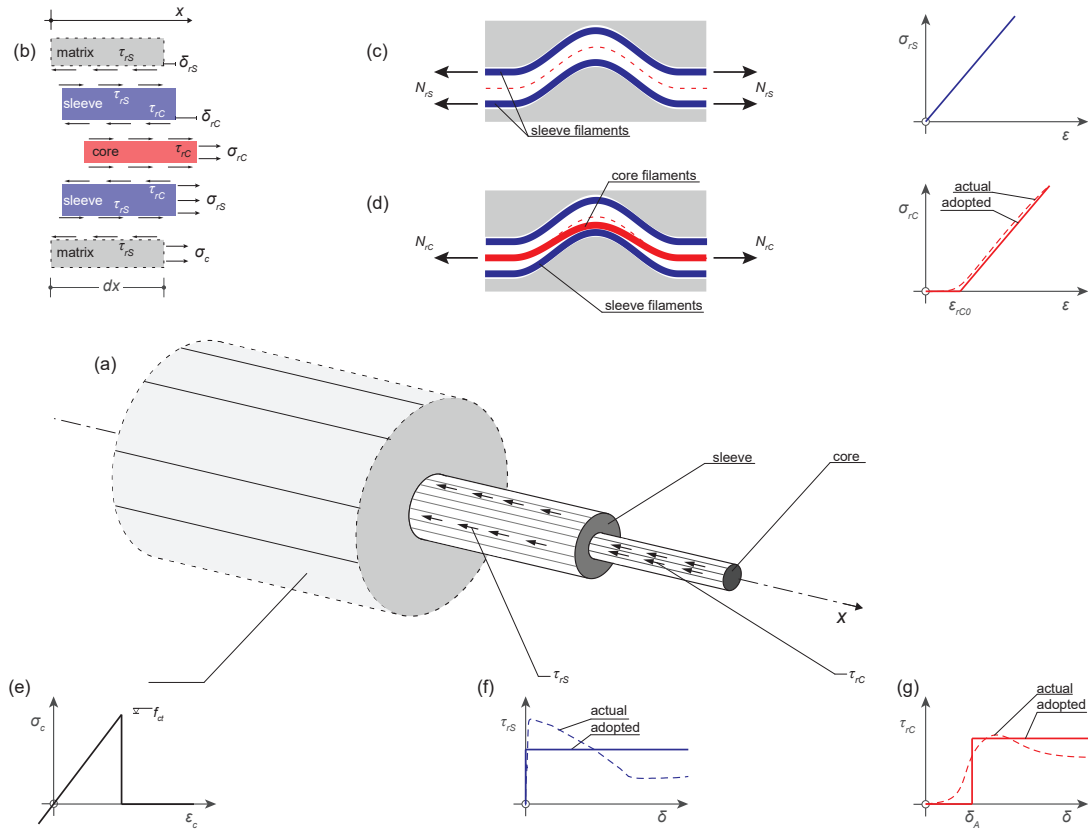 x
(b)
matrix τrS
δrS
sleeve τrS
τrC
δrC
core τrC
σrC
τrC
sleeve τrS
σrS
τrS
matrix
σc
dx
(c)
NrS
NrS
sleeve filaments
σrS
ε
core filaments
(d)
NrC
NrC
sleeve filaments
actual
σrC
adopted
εrC0
ε
(a)
sleeve
core
x
τrS
τrC
(e)
σc
fct
εc
(f)
τrS
actual
adopted
δ
(g)
τrC
actual
adopted
δA
δ